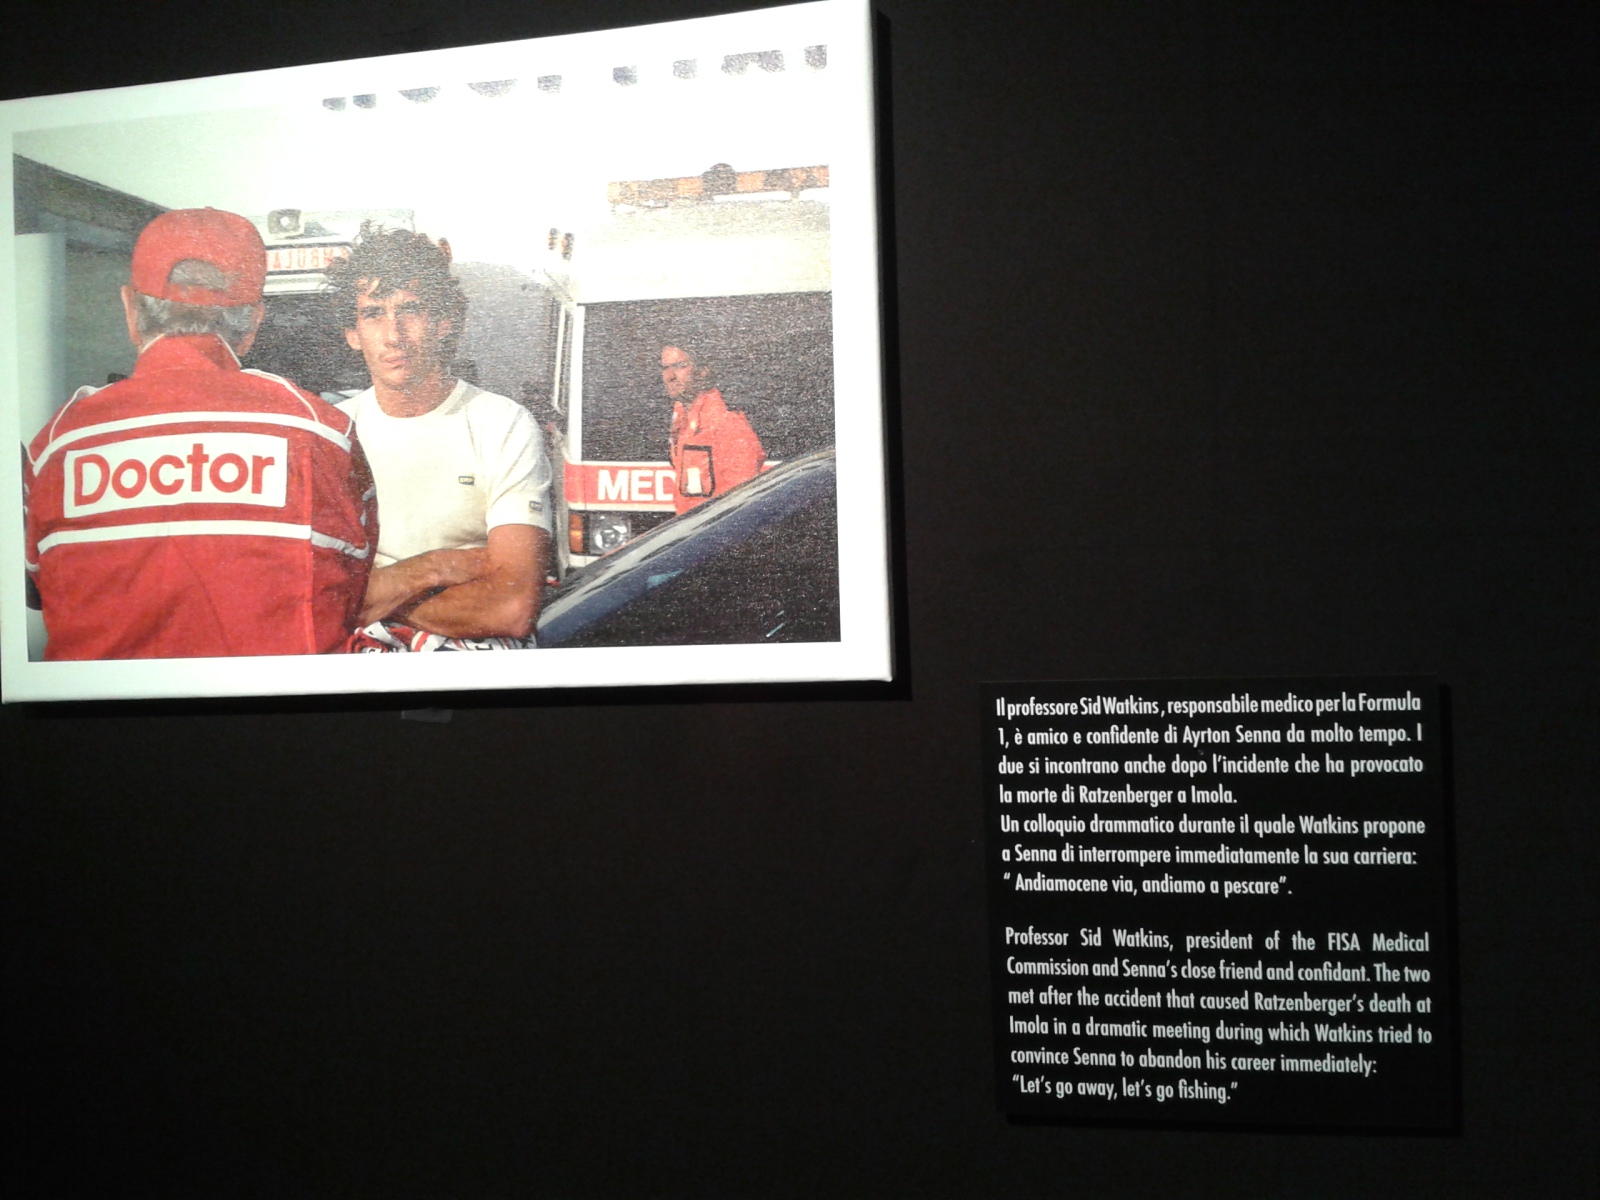 AMBULA
Doctor
MED
Il professore Sid Watkins, responsabile medico per la Formula
1, è amico e confidente di Ayrton Senna da molto tempo. I
due si incontrano anche dopo l'incidente che ha provocato
la morte di Ratzenberger a Imola.
Un colloquio drammatico durante il quale Watkins propone
a Senna di interrompere immediatamente la sua carriera:
" Andiamocene via, andiamo a pescare".
Professor Sid Watkins, president of the FISA Medical
Commission and Senna's close friend and confidant. The two
met after the accident that caused Ratzenberger's death at
Imola in a dramatic meeting during which Watkins tried to
convince Senna to abandon his career immediately:
"Let's go away, let's go fishing."